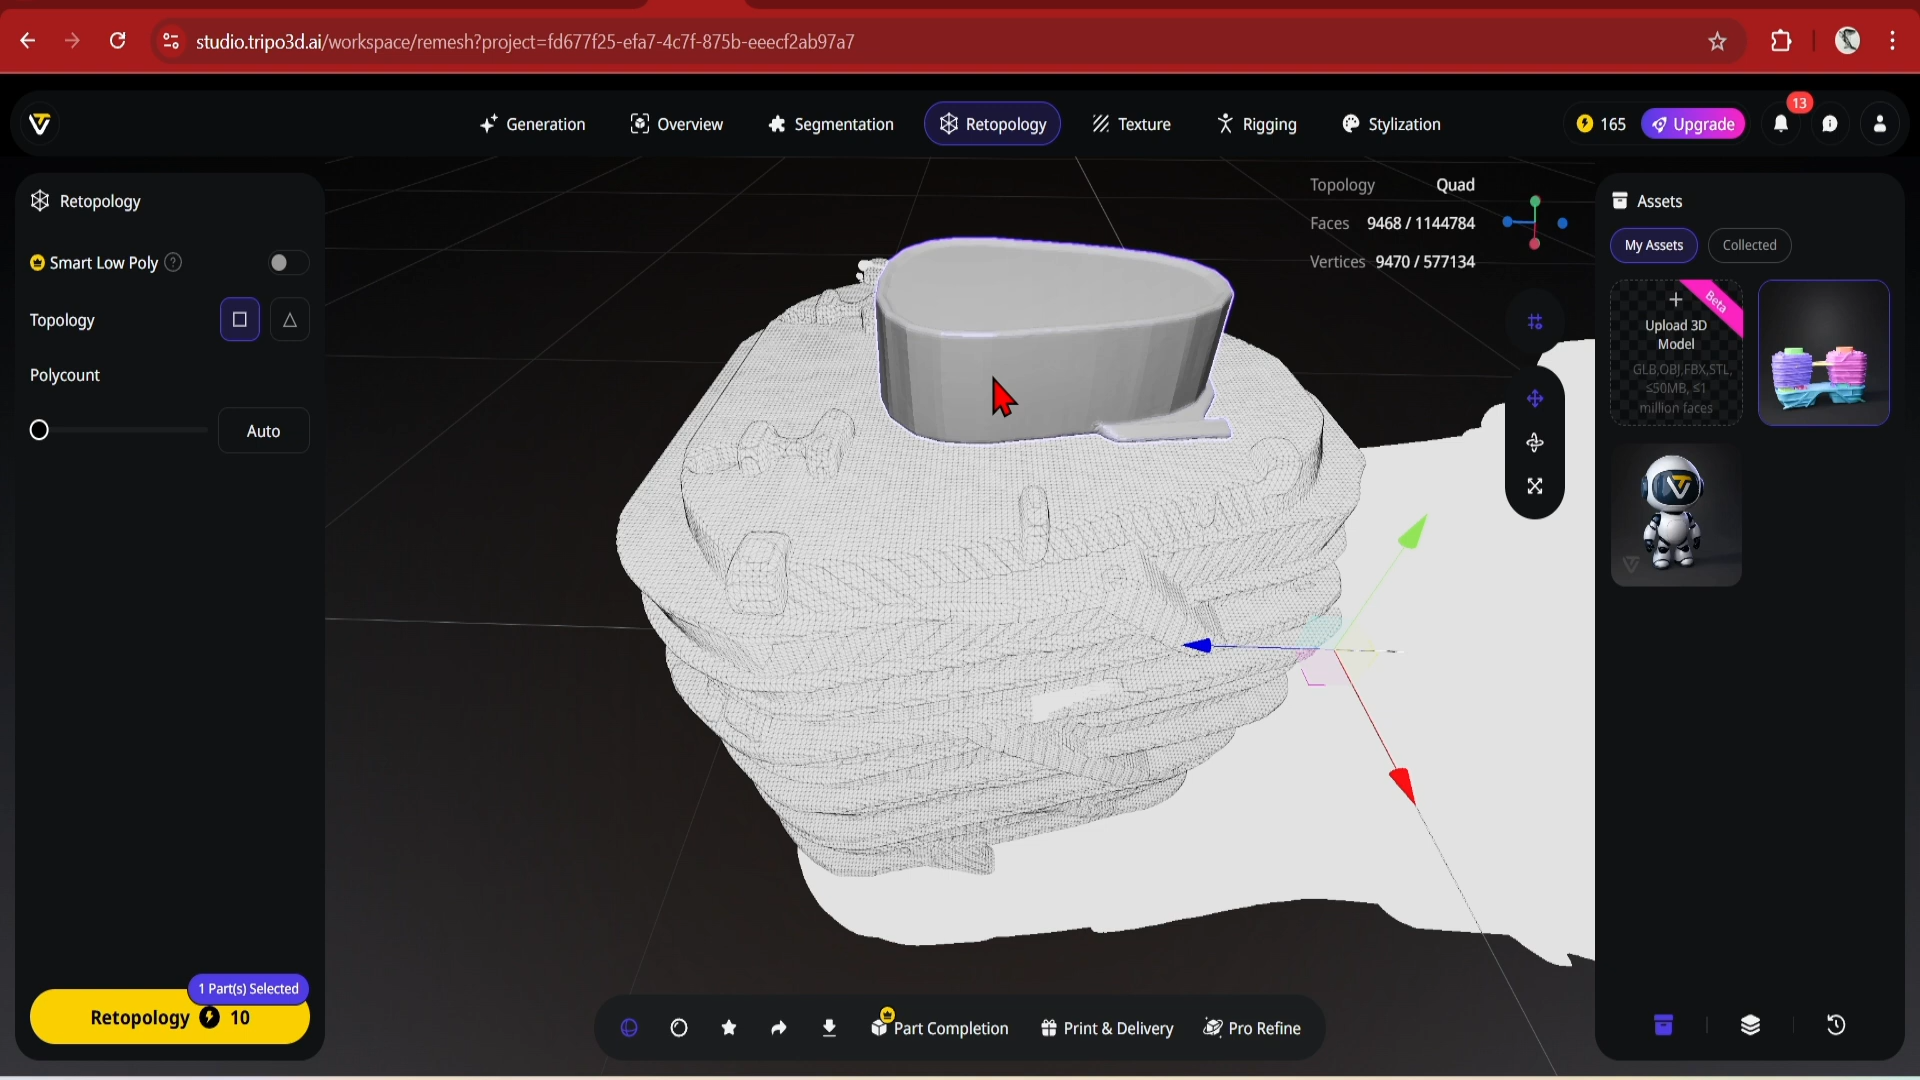 studio.tripo3d.ai/workspace/remesh?project=fd677f25-efa7-4c7f-875b-eeecf2ab97a7
Generation
Overview
Segmentation
Retopology
Texture
Rigging
Stylization
165
Upgrade
13
Retopology
Smart Low Poly ?
Topology
Polycount
Auto
1 Part(s) Selected
Retopology 10
Topology Quad
Faces 9468 / 1144784
Vertices 9470 / 577134
Part Completion
Print & Delivery
Pro Refine
Assets
My Assets
Collected
Beta
Upload 3D
Model
GLB,OBJ,FBX,STL,
≤50MB, ≤1
million faces